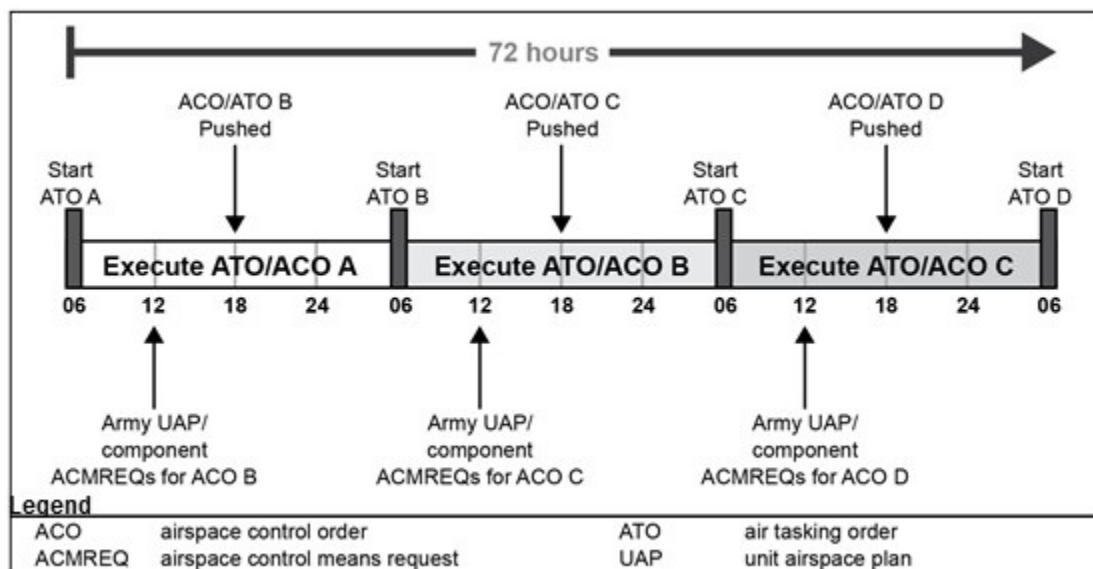 72 hours
ACO/ATO B
Pushed
ACO/ATO C
Pushed
ACO/ATO D
Pushed
Start
ATO A
Start
ATO B
Start
ATO C
Start
ATO D
Execute ATO/ACO A
Execute ATO/ACO B
Execute ATO/ACO C
06 12 18 24 06 12 18 24 06 12 18 24 06
Army UAP/
component
ACMREQs for ACO B
Army UAP/
component
ACMREQs for ACO C
Army UAP/
component
ACMREQs for ACO D
Legend
ACO airspace control order ATO air tasking order
ACMREQ airspace control means request UAP unit airspace plan